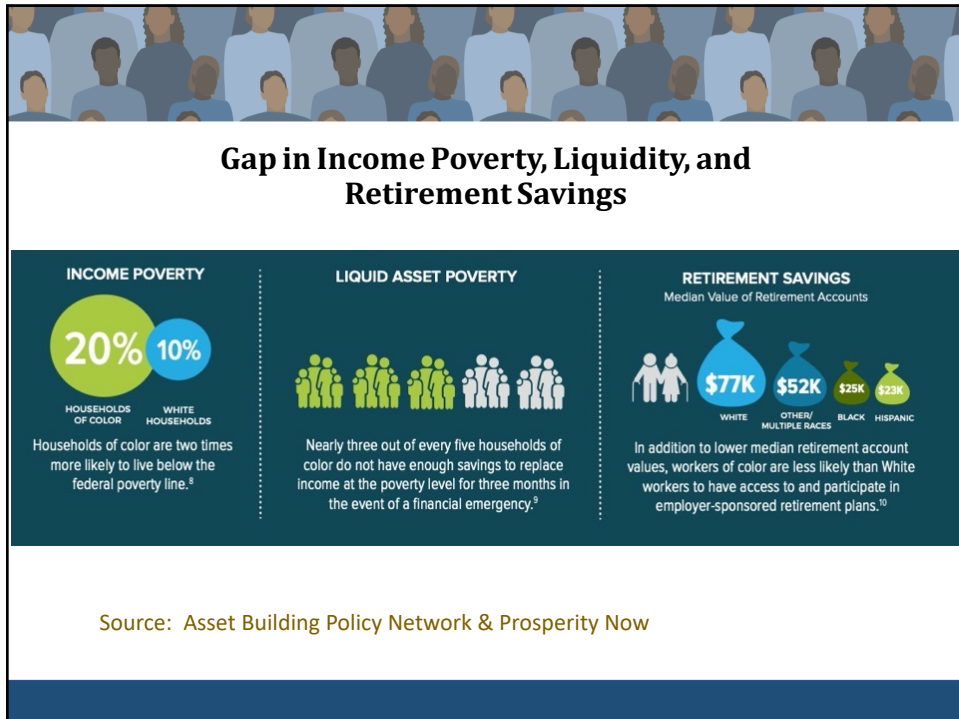 Gap in Income Poverty, Liquidity, and
Retirement Savings
INCOME POVERTY
20%
10%
HOUSEHOLDS
OF COLOR
WHITE
HOUSEHOLDS
Households of color are two times
more likely to live below the
federal poverty line.⁸
LIQUID ASSET POVERTY
Nearly three out of every five households of
color do not have enough savings to replace
income at the poverty level for three months in
the event of a financial emergency.⁹
RETIREMENT SAVINGS
Median Value of Retirement Accounts
$77K
$52K
$25K
$23K
WHITE
OTHER/
MULTIPLE RACES
BLACK
HISPANIC
In addition to lower median retirement account
values, workers of color are less likely than White
workers to have access to and participate in
employer-sponsored retirement plans.¹⁰
Source: Asset Building Policy Network & Prosperity Now